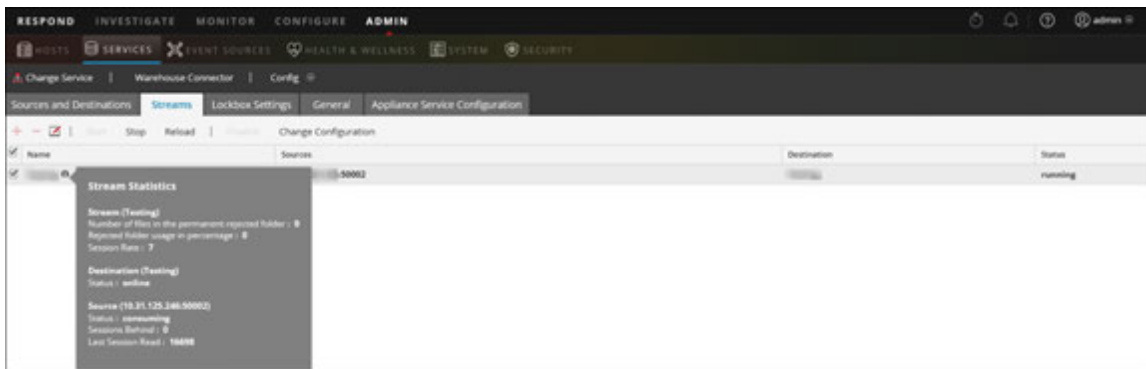 RESPOND INVESTIGATE MONITOR CONFIGURE ADMIN admin
HOSTS SERVICES EVENT SOURCES HEALTH & WELLNESS SYSTEM SECURITY
Change Service | Warehouse Connector | Config
Sources and Destinations Streams Lockbox Settings General Appliance Service Configuration
Stop Reload | Change Configuration
Name Sources Destination Status
:50002 running
Stream Statistics
Stream (Testing)
Number of files in the permanent rejected folder : 0
Rejected folder usage in percentage : 0
Session Rate : 7
Destination (Testing)
Status : online
Source (10.31.125.246:50002)
Status : consuming
Sessions Behind : 0
Last Session Read : 16698